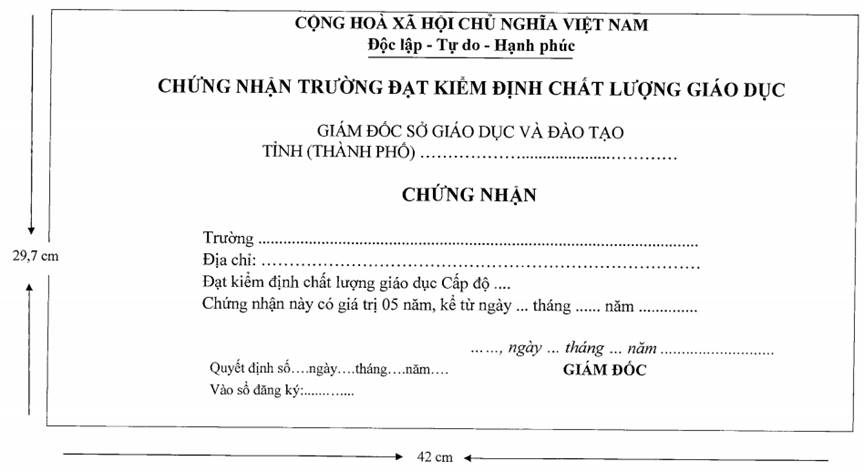 CỘNG HOÀ XÃ HỘI CHỦ NGHĨA VIỆT NAM
Độc lập - Tự do - Hạnh phúc
CHỨNG NHẬN TRƯỜNG ĐẠT KIỂM ĐỊNH CHẤT LƯỢNG GIÁO DỤC
GIÁM ĐỐC SỞ GIÁO DỤC VÀ ĐÀO TẠO
TỈNH (THÀNH PHỐ) ………………......................…………
CHỨNG NHẬN
Trường ..........................................................................................................
Địa chỉ: …………………………………………………………………
Đạt kiểm định chất lượng giáo dục Cấp độ ....
Chứng nhận này có giá trị 05 năm, kể từ ngày ... tháng ...... năm ..............
29,7 cm
......, ngày ... tháng ... năm ...........................
Quyết định số….ngày….tháng….năm….
GIÁM ĐỐC
Vào sổ đăng ký:.............
42 cm